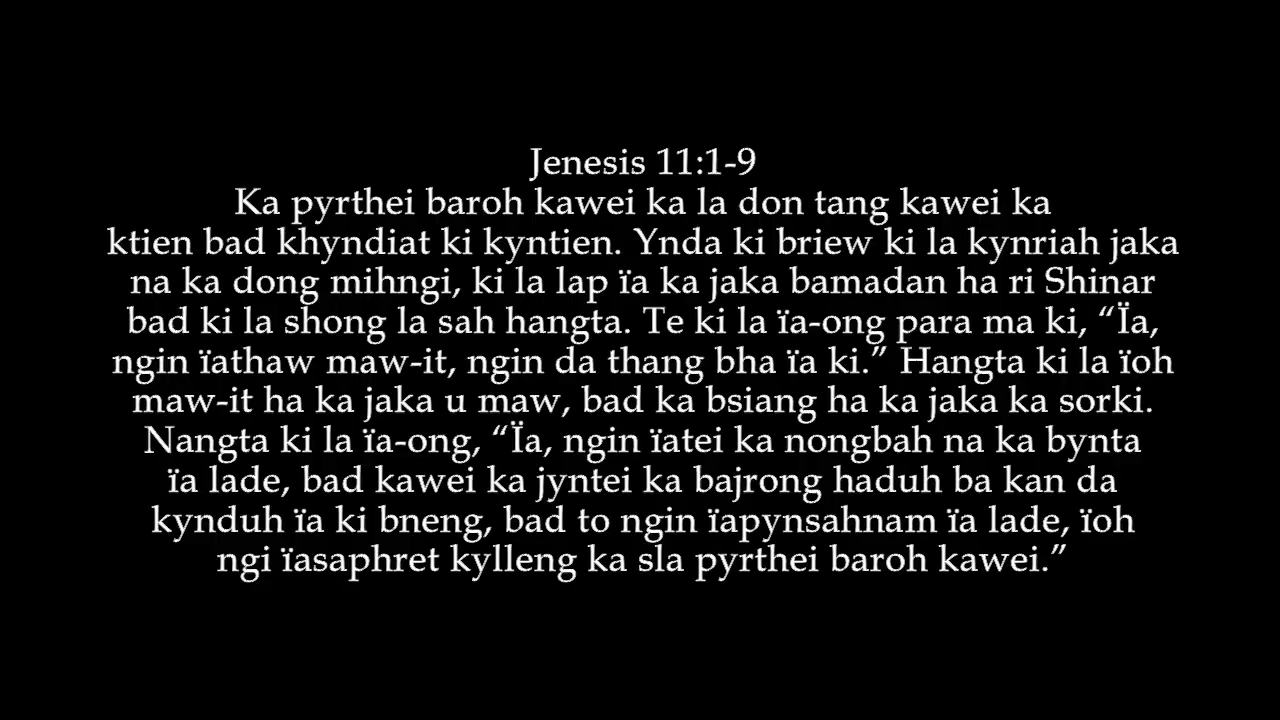 Jenesis 11:1-9
Ka pyrthei baroh kawei ka la don tang kawei ka
ktien bad khyndiat ki kyntien. Ynda ki briew ki la kynriah jaka
na ka dong mihngi, ki la lap ïa ka jaka bamadan ha ri Shinar
bad ki la shong la sah hangta. Te ki la ïa-ong para ma ki, “Ïa,
ngin ïathaw maw-it, ngin da thang bha ïa ki.” Hangta ki la ïoh
maw-it ha ka jaka u maw, bad ka bsiang ha ka jaka ka sorki.
Nangta ki la ïa-ong, “Ïa, ngin ïatei ka nongbah na ka bynta
ïa lade, bad kawei ka jyntei ka bajrong haduh ba kan da
kynduh ïa ki bneng, bad to ngin ïapynsahnam ïa lade, ïoh
ngi ïasaphret kylleng ka sla pyrthei baroh kawei.”